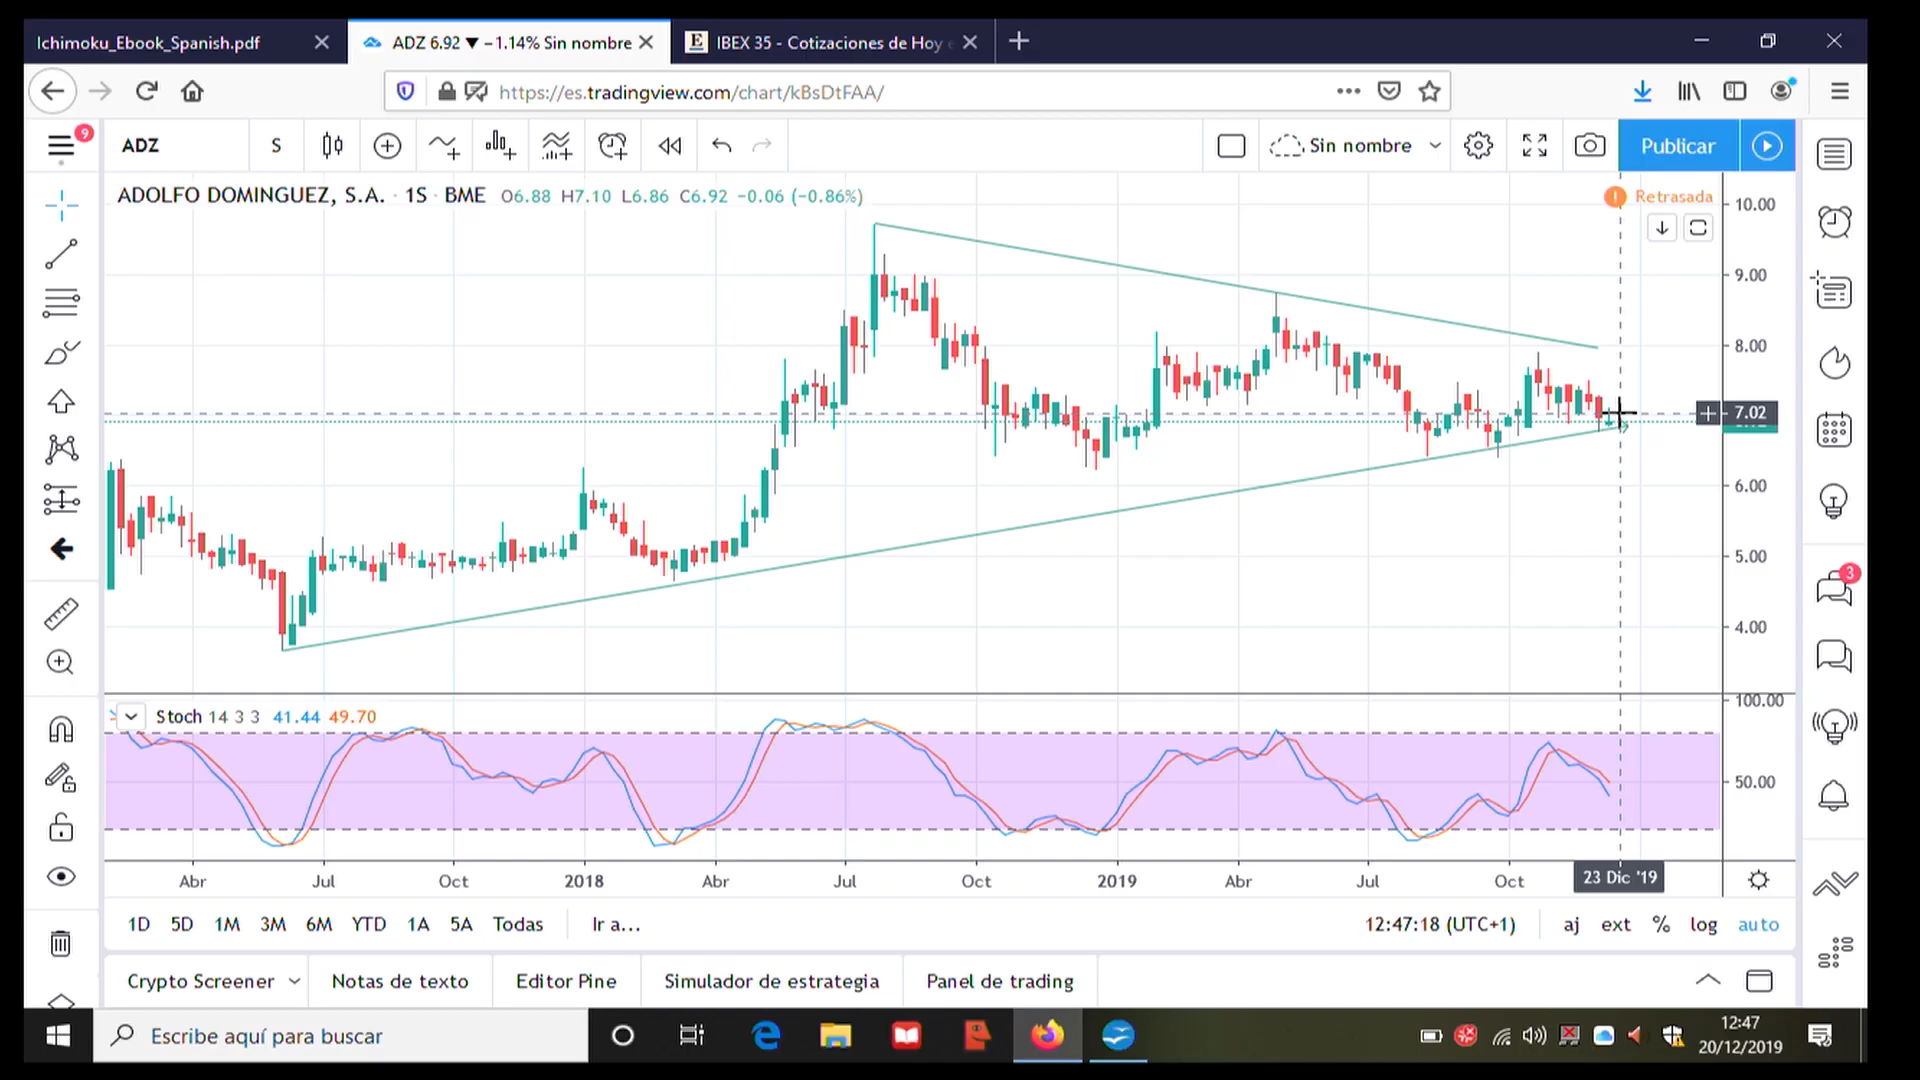 Ichimoku_Ebook_Spanish.pdf
ADZ 6.92 ▼ −1.14% Sin nombre
IBEX 35 - Cotizaciones de Hoy
https://es.tradingview.com/chart/kBsDtFAA/
9
ADZ
S
Sin nombre
Publicar
ADOLFO DOMINGUEZ, S.A. · 1S · BME O6.88 H7.10 L6.86 C6.92 −0.06 (−0.86%)
Retrasada
10.00
9.00
8.00
7.02
6.00
5.00
4.00
3
Stoch 14 3 3 41.44 49.70
100.00
50.00
Abr Jul Oct 2018 Abr Jul Oct 2019 Abr Jul Oct 23 Dic '19
1D 5D 1M 3M 6M YTD 1A 5A Todas Ir a...
12:47:18 (UTC+1) aj ext % log auto
Crypto Screener Notas de texto Editor Pine Simulador de estrategia Panel de trading
Escribe aquí para buscar
12:47
20/12/2019